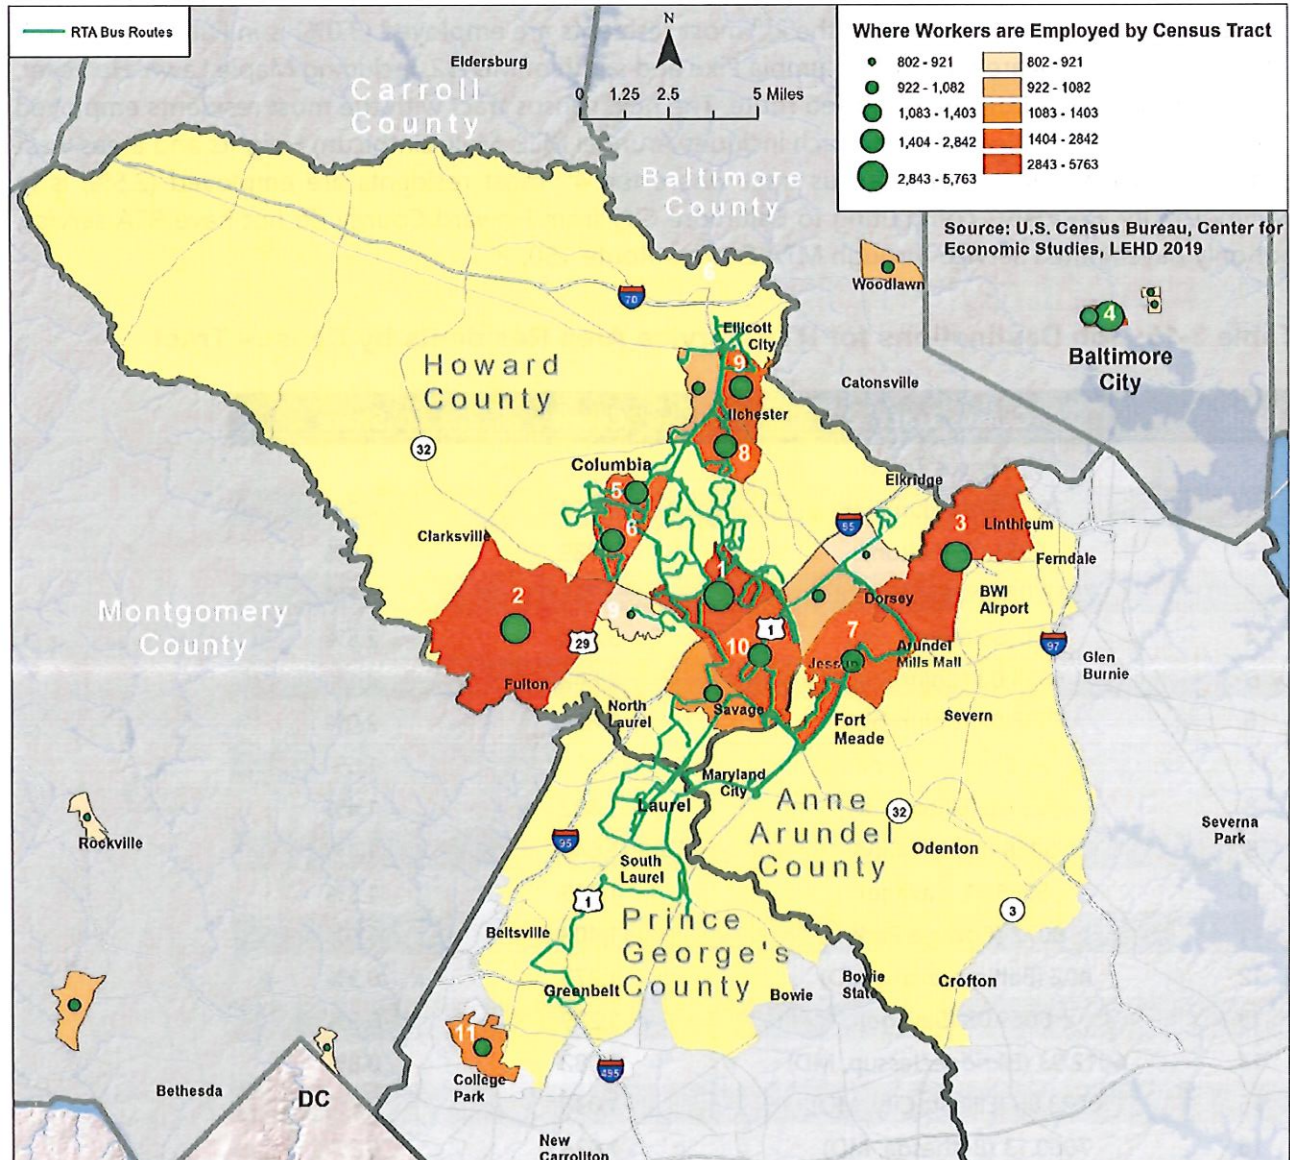 RTA Bus Routes
N
0 1.25 2.5 5 Miles
Where Workers are Employed by Census Tract
802 - 921
922 - 1,082
1,083 - 1,403
1,404 - 2,842
2,843 - 5,763
802 - 921
922 - 1082
1083 - 1403
1404 - 2842
2843 - 5763
Source: U.S. Census Bureau, Center for
Economic Studies, LEHD 2019
Eldersburg
Carroll
County
Baltimore
County
6
70
Woodlawn
4
Baltimore
City
Ellicott
City
9
Howard
County
Catonsville
Ilchester
32
8
Columbia
5
6
Elkridge
95
3
Linthicum
Clarksville
Ferndale
1
2
BWI
Airport
Dorsey
Montgomery
County
9
29
1
10
7
Jessup
Arundel
Mills Mall
97
Glen
Burnie
Fulton
North
Laurel
Savage
Fort
Meade
Severn
Maryland
City
Laurel
Anne
Arundel
County
32
Severna
Park
Rockville
95
South
Laurel
Odenton
1
3
Beltsville
Prince
George's
County
Greenbelt
Bowie
Bowie
State
Crofton
11
College
Park
495
Bethesda
DC
New
Carrollton